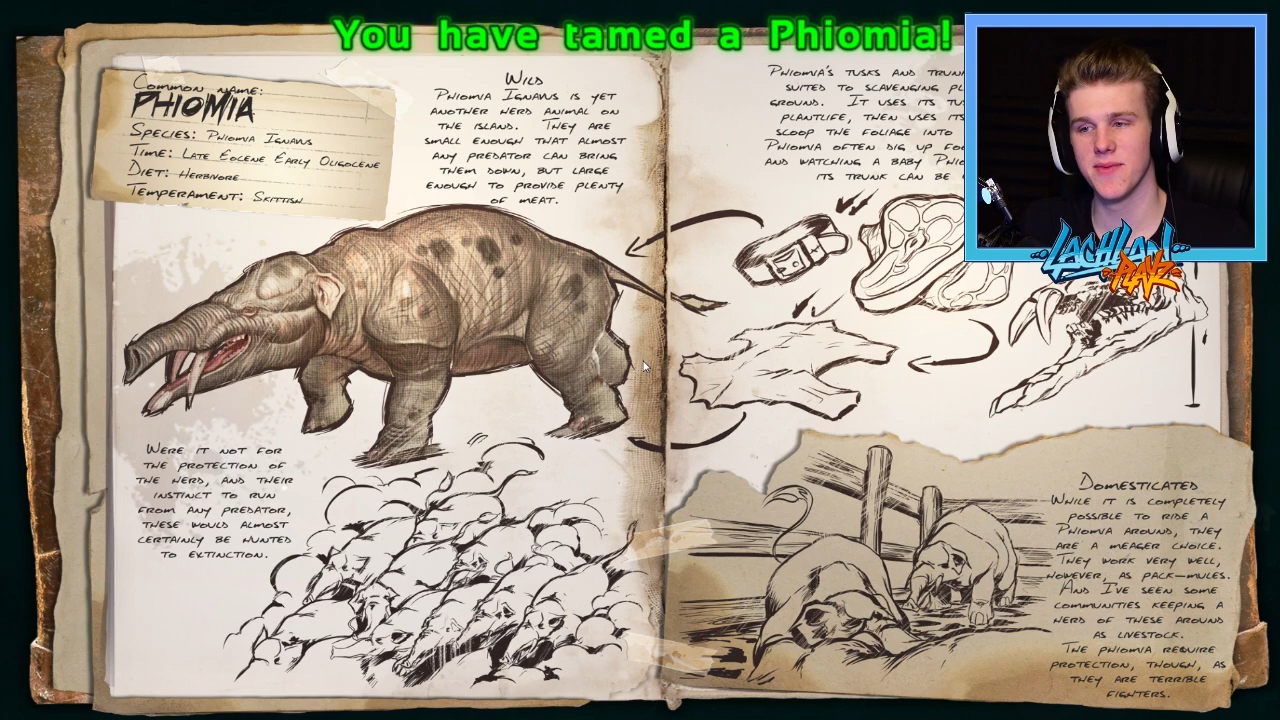 You have tamed a Phiomia!
Common name:
PHIOMIA
Species: Phiomia Ignavus
Time: Late Eocene Early Oligocene
Diet: Herbivore
Temperament: Skittish
Wild
Phiomia Ignavus is yet
another herd animal on
the island. They are
small enough that almost
any predator can bring
them down, but large
enough to provide plenty
of meat.
Were it not for
the protection of
the herd, and their
instinct to run
from any predator,
these would almost
certainly be hunted
to extinction.
Phiomia's tusks and
suited to scavenging
ground. It uses its
plantlife, then uses its
scoop the foliage into
Phiomia often dig up
and watching a baby
its trunk can be
LACHLAN
PLAYZ
Domesticated
While it is completely
possible to ride a
Phiomia around, they
are a meager choice.
They work very well,
however, as pack-mules.
And I've seen some
communities keeping a
herd of these around
as livestock.
The phiomia require
protection, though, as
they are terrible
fighters.